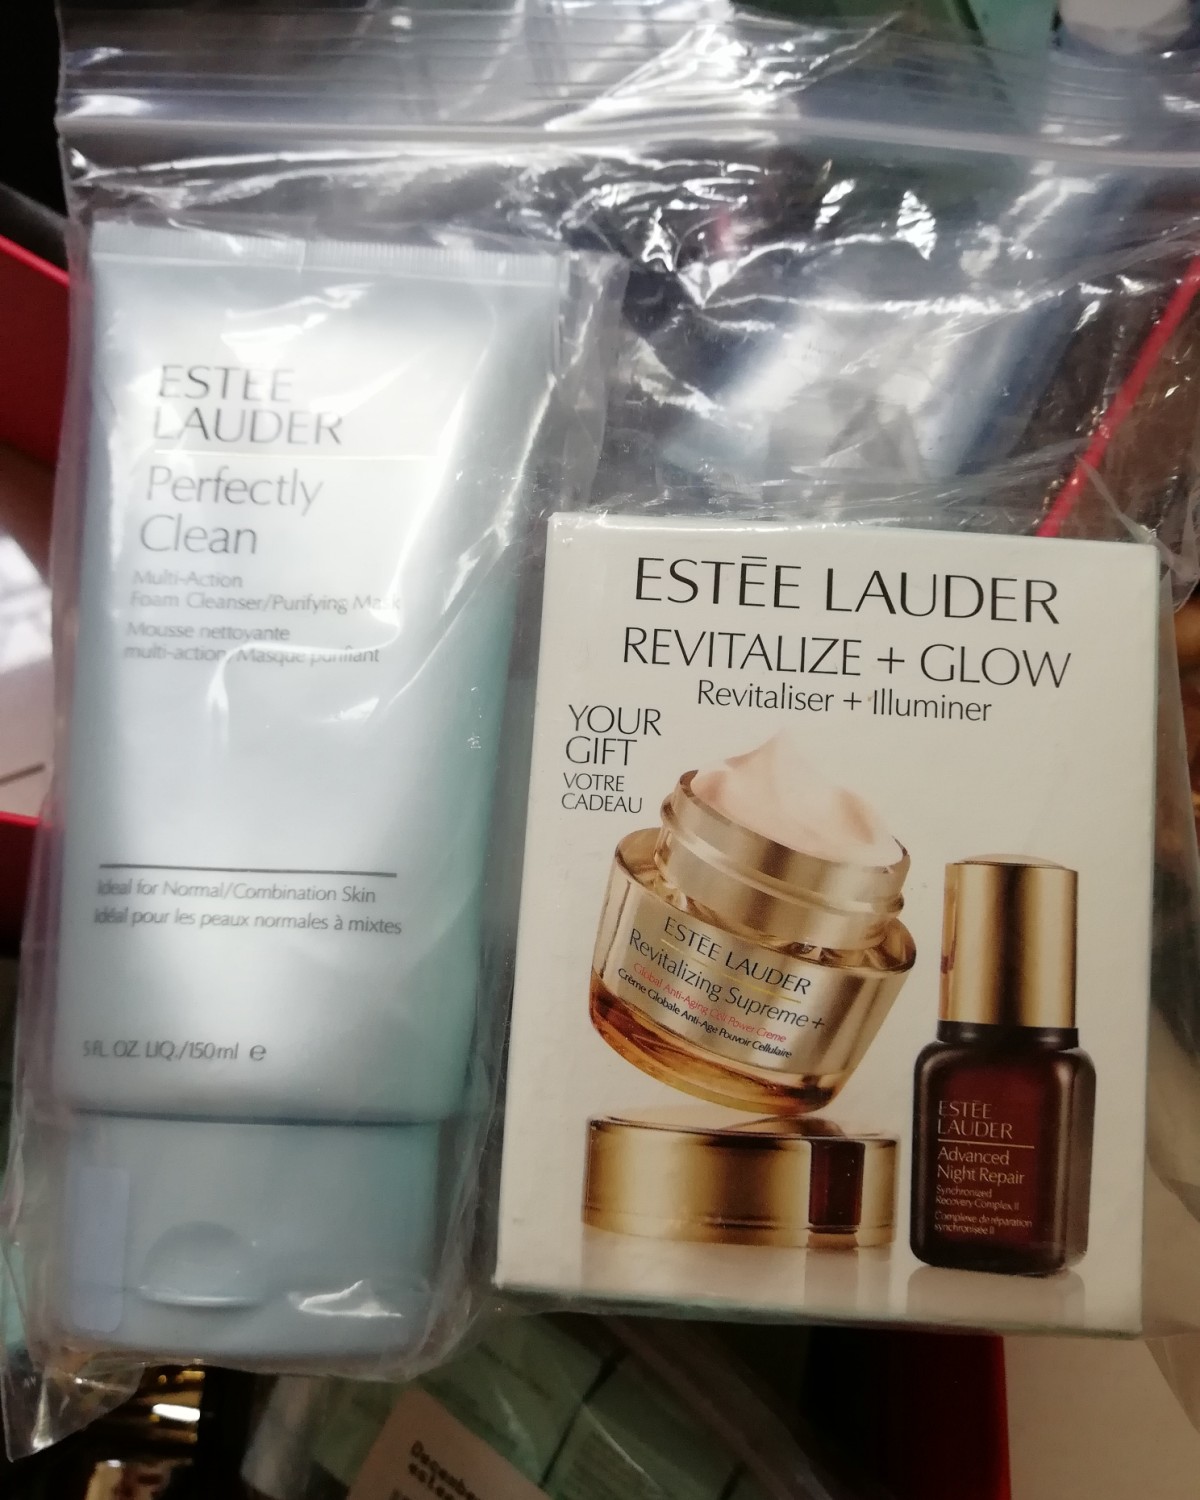 ESTĒE
LAUDER
Perfectly
Clean
Multi-Action
Foam Cleanser/Purifying Mask
Mousse nettoyante
multi-action/Masque purifiant
Ideal for Normal/Combination Skin
Idéal pour les peaux normales à mixtes
5 FL. OZ. LIQ./150ml e
ESTĒE LAUDER
REVITALIZE + GLOW
Revitaliser + Illuminer
YOUR
GIFT
VOTRE
CADEAU
ESTĒE LAUDER
Revitalizing Supreme+
Global Anti-Aging Cell Power Creme
Crème Globale Anti-Age Pouvoir Cellulaire
ESTĒE
LAUDER
Advanced
Night Repair
Synchronized
Recovery Complex II
Complexe de réparation
synchronisée II